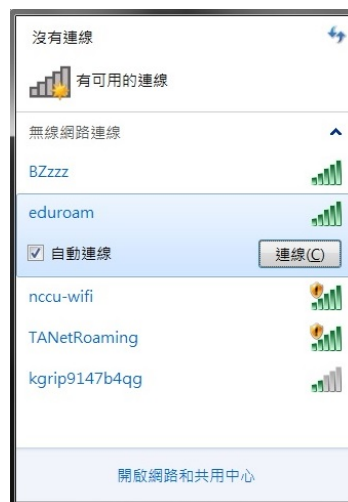 沒有連線
有可用的連線
無線網路連線
BZzzz
eduroam
自動連線
連線(C)
nccu-wifi
TANetRoaming
kgrip9147b4qg
開啟網路和共用中心